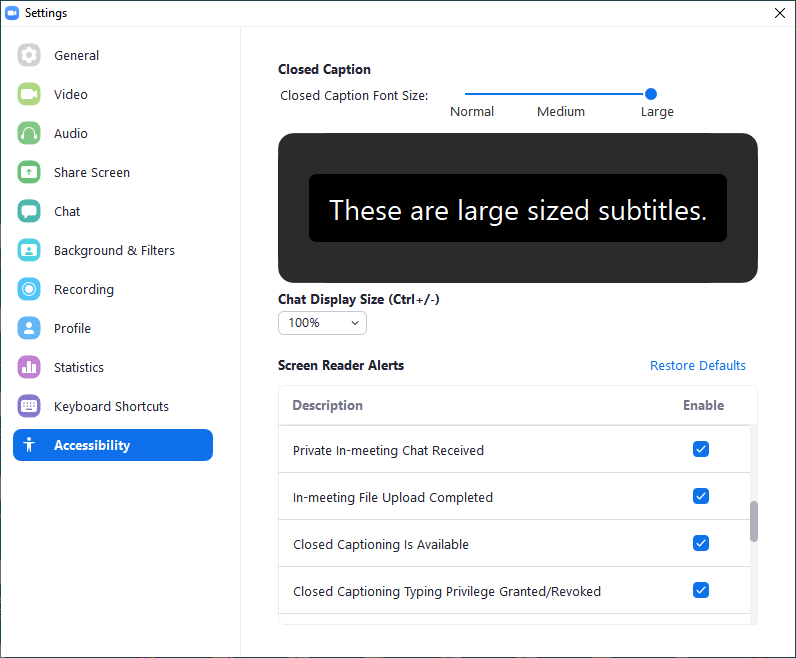 Settings
General
Video
Audio
Share Screen
Chat
Background & Filters
Recording
Profile
Statistics
Keyboard Shortcuts
Accessibility
Closed Caption
Closed Caption Font Size:
Normal Medium Large
These are large sized subtitles.
Chat Display Size (Ctrl+/-)
100%
Screen Reader Alerts Restore Defaults
Description Enable
Private In-meeting Chat Received
In-meeting File Upload Completed
Closed Captioning Is Available
Closed Captioning Typing Privilege Granted/Revoked